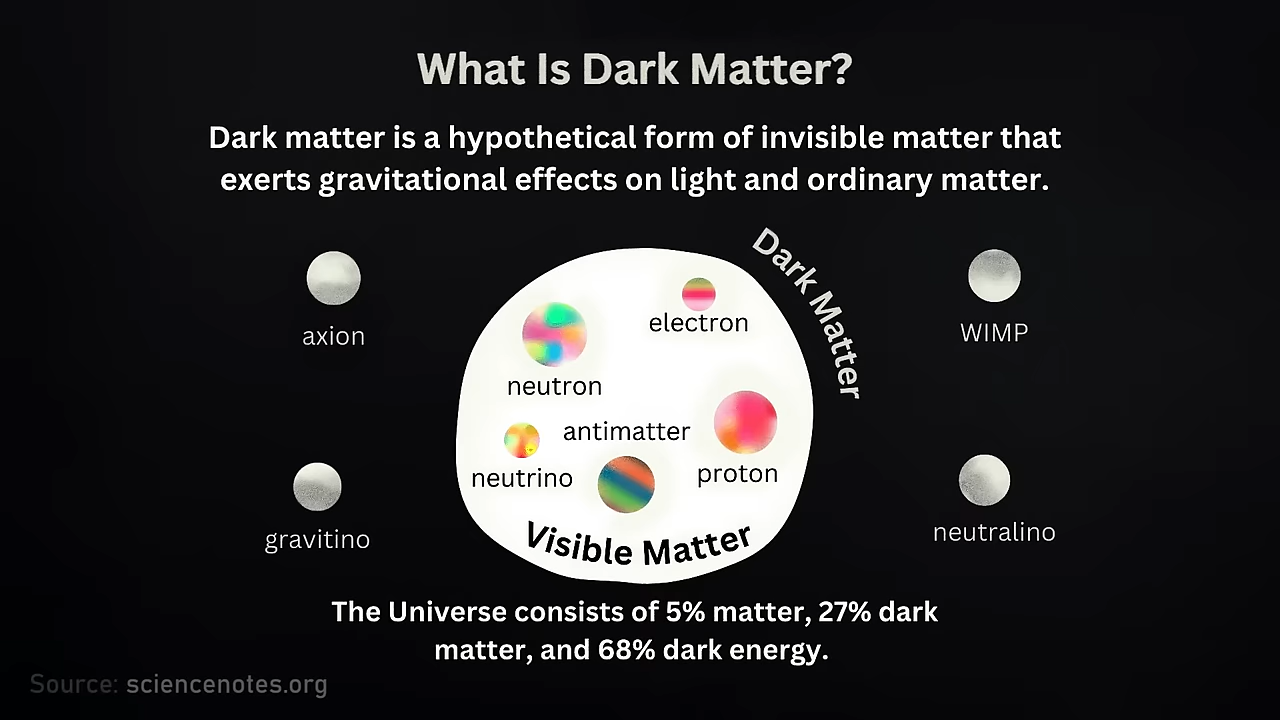 What Is Dark Matter?
Dark matter is a hypothetical form of invisible matter that
exerts gravitational effects on light and ordinary matter.
Dark Matter
axion
electron
WIMP
neutron
antimatter
neutrino
proton
gravitino
neutralino
Visible Matter
The Universe consists of 5% matter, 27% dark
matter, and 68% dark energy.
Source: sciencenotes.org